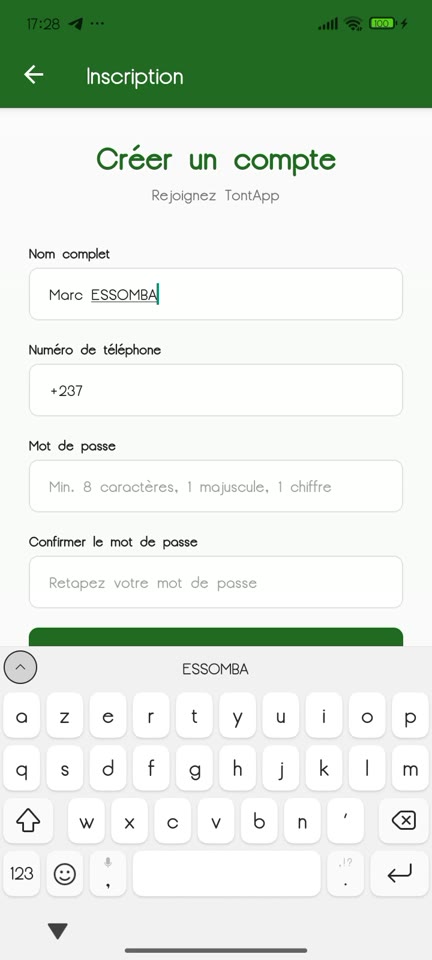 17:28 ...
100
Inscription
Créer un compte
Rejoignez TontApp
Nom complet
Marc ESSOMBA
Numéro de téléphone
+237
Mot de passe
Min. 8 caractères, 1 majuscule, 1 chiffre
Confirmer le mot de passe
Retapez votre mot de passe
ESSOMBA
a z e r t y u i o p
q s d f g h j k l m
w x c v b n '
123 , .,!? .